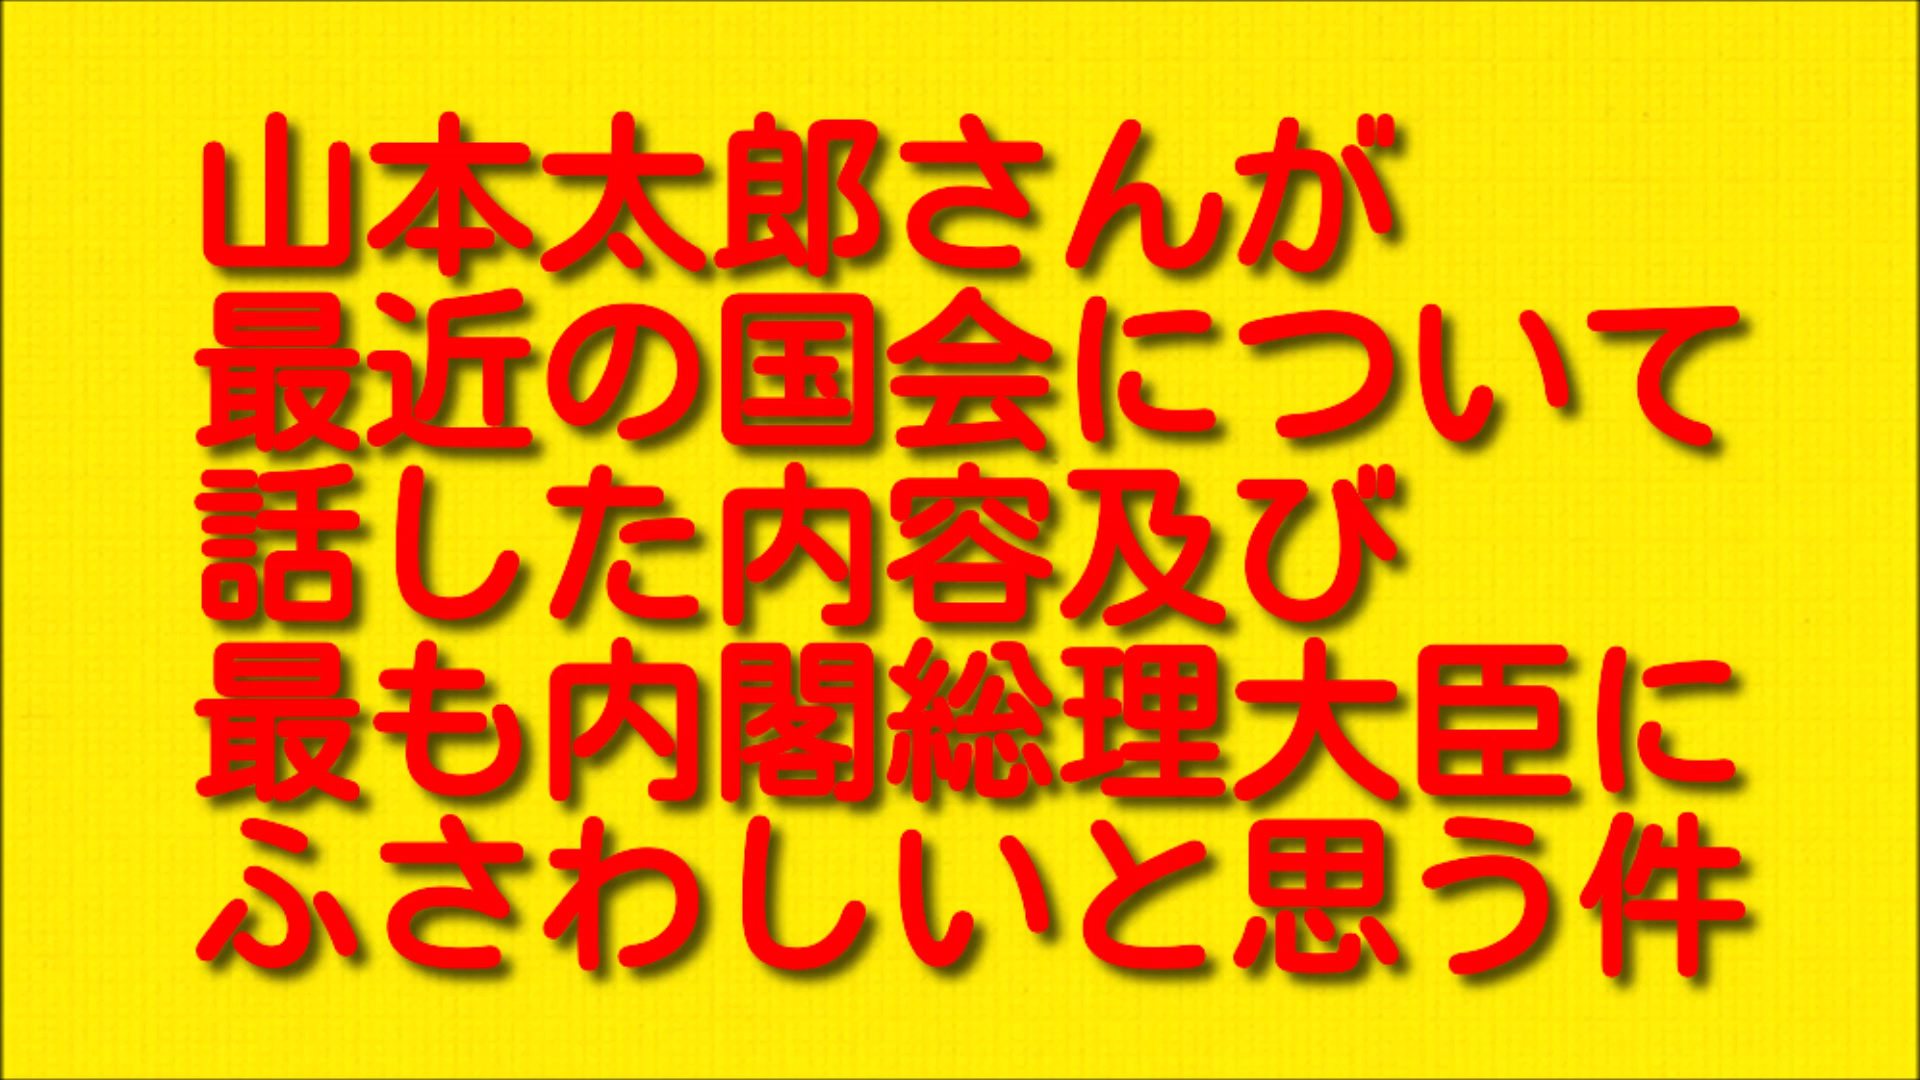 山本太郎さんが
最近の国会について
話した内容及び
最も内閣総理大臣に
ふさわしいと思う件